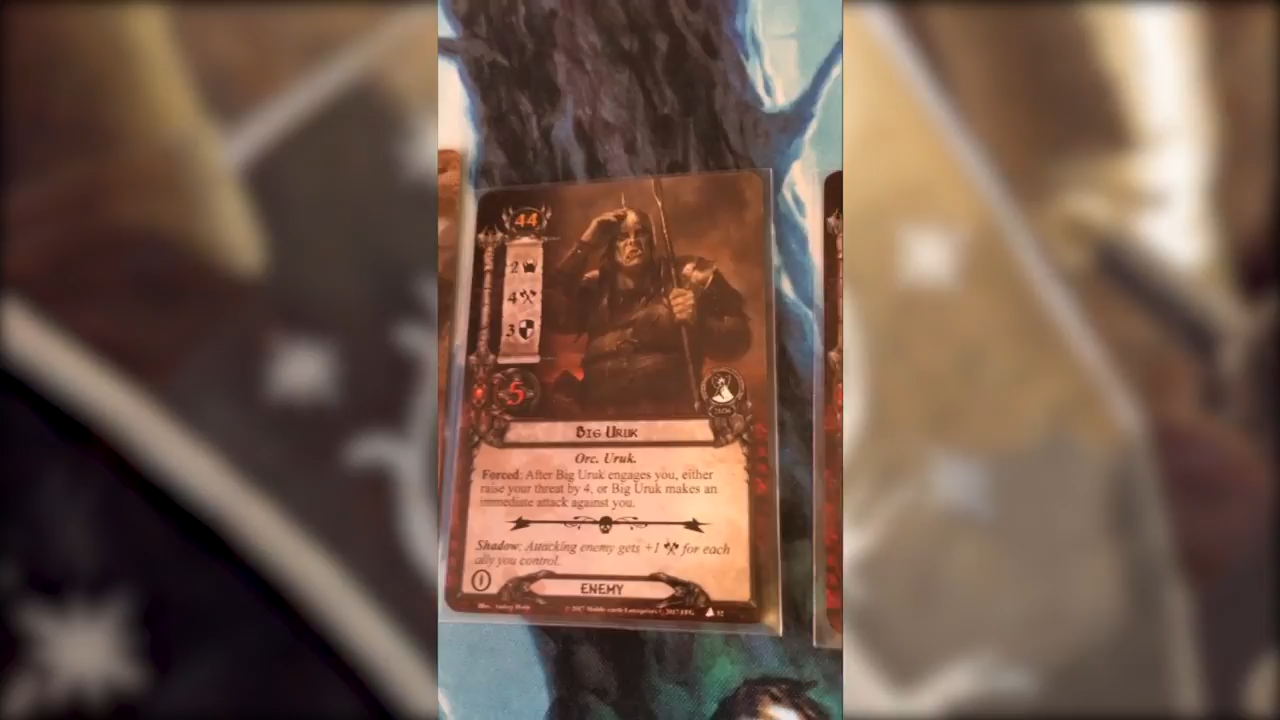 44
2
4
3
5
Big Uruk
Orc. Uruk.
Forced: After Big Uruk engages you, either
raise your threat by 4, or Big Uruk makes an
immediate attack against you.
Shadow: Attacking enemy gets +1 for each
ally you control.
ENEMY